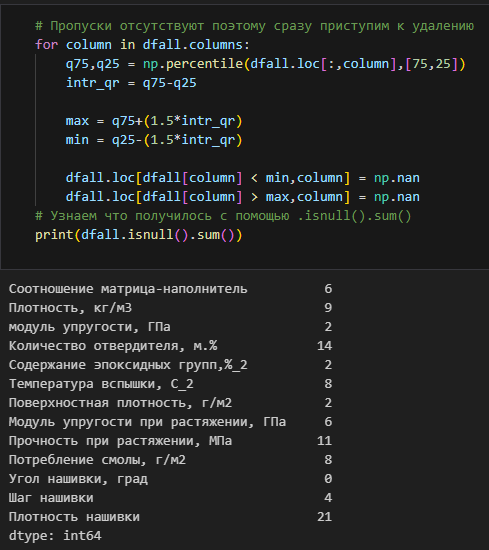 # Пропуски отсутствуют поэтому сразу приступим к удалению
for column in dfall.columns:
    q75,q25 = np.percentile(dfall.loc[:,column],[75,25])
    intr_qr = q75-q25

    max = q75+(1.5*intr_qr)
    min = q25-(1.5*intr_qr)

    dfall.loc[dfall[column] < min,column] = np.nan
    dfall.loc[dfall[column] > max,column] = np.nan
# Узнаем что получилось с помощью .isnull().sum()
print(dfall.isnull().sum())
Соотношение матрица-наполнитель 6
Плотность, кг/м3 9
модуль упругости, ГПа 2
Количество отвердителя, м.% 14
Содержание эпоксидных групп,%_2 2
Температура вспышки, С_2 8
Поверхностная плотность, г/м2 2
Модуль упругости при растяжении, ГПа 6
Прочность при растяжении, МПа 11
Потребление смолы, г/м2 8
Угол нашивки, град 0
Шаг нашивки 4
Плотность нашивки 21
dtype: int64